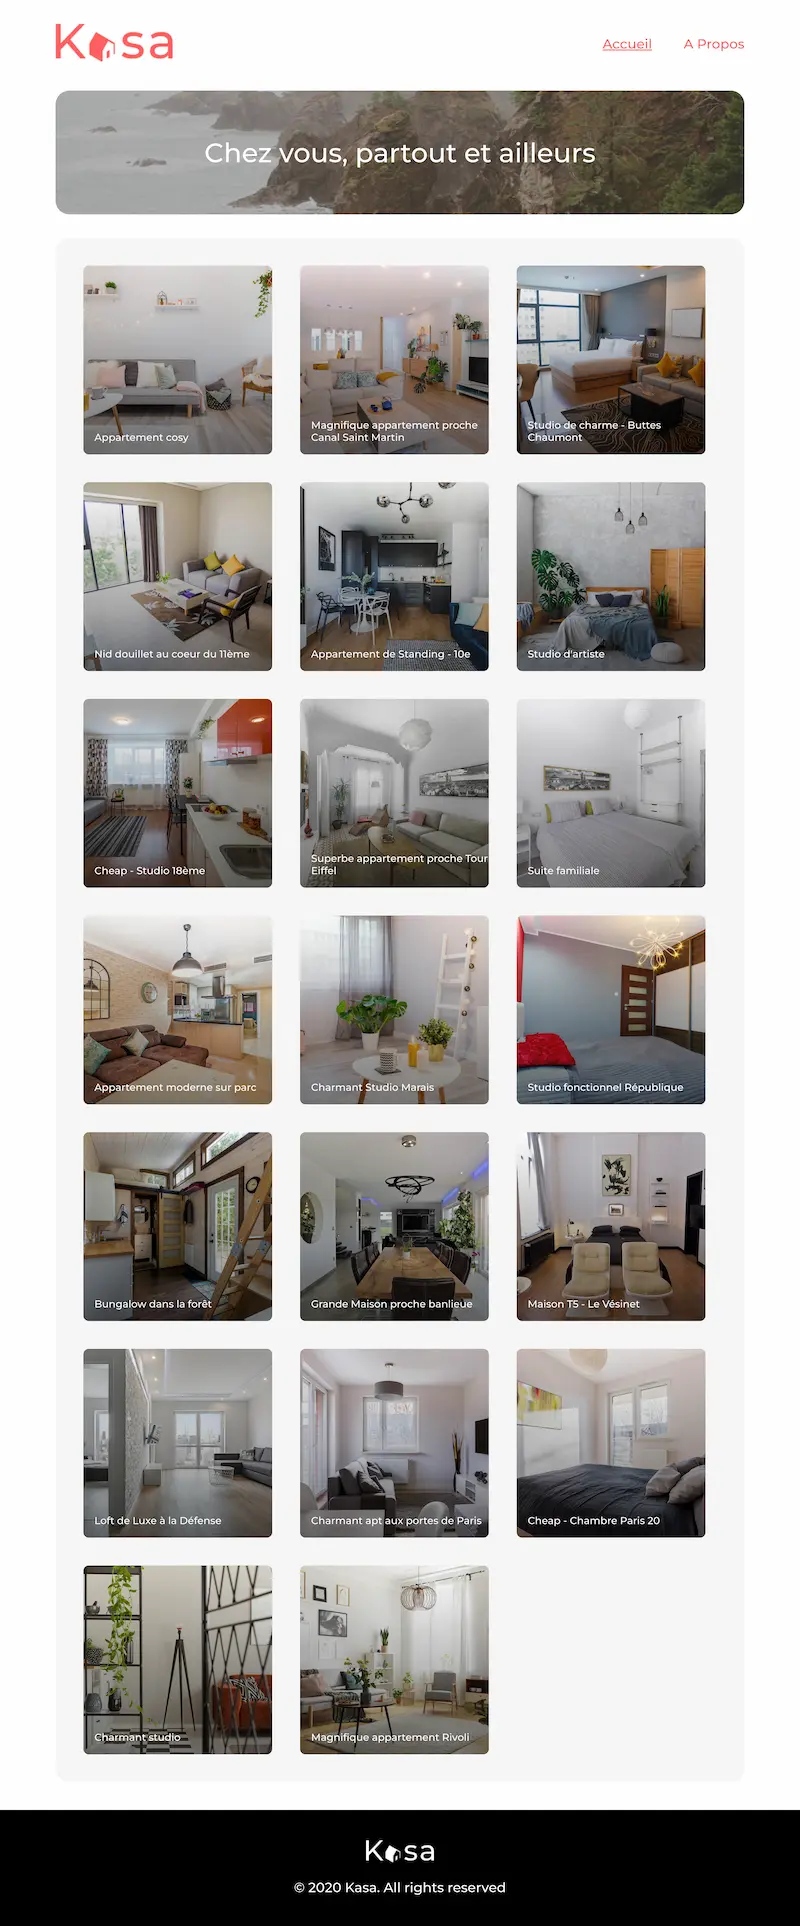 Kasa
Accueil
A Propos
Chez vous, partout et ailleurs
Appartement cosy
Magnifique appartement proche
Canal Saint Martin
Studio de charme - Buttes
Chaumont
Nid douillet au coeur du 11ème
Appartement de Standing - 10e
Studio d'artiste
Cheap - Studio 18ème
Superbe appartement proche Tour
Eiffel
Suite familiale
Appartement moderne sur parc
Charmant Studio Marais
Studio fonctionnel République
Bungalow dans la forêt
Grande Maison proche banlieue
Maison T5 - Le Vésinet
Loft de Luxe à la Défense
Charmant apt aux portes de Paris
Cheap - Chambre Paris 20
Charmant studio
Magnifique appartement Rivoli
Kasa
© 2020 Kasa. All rights reserved